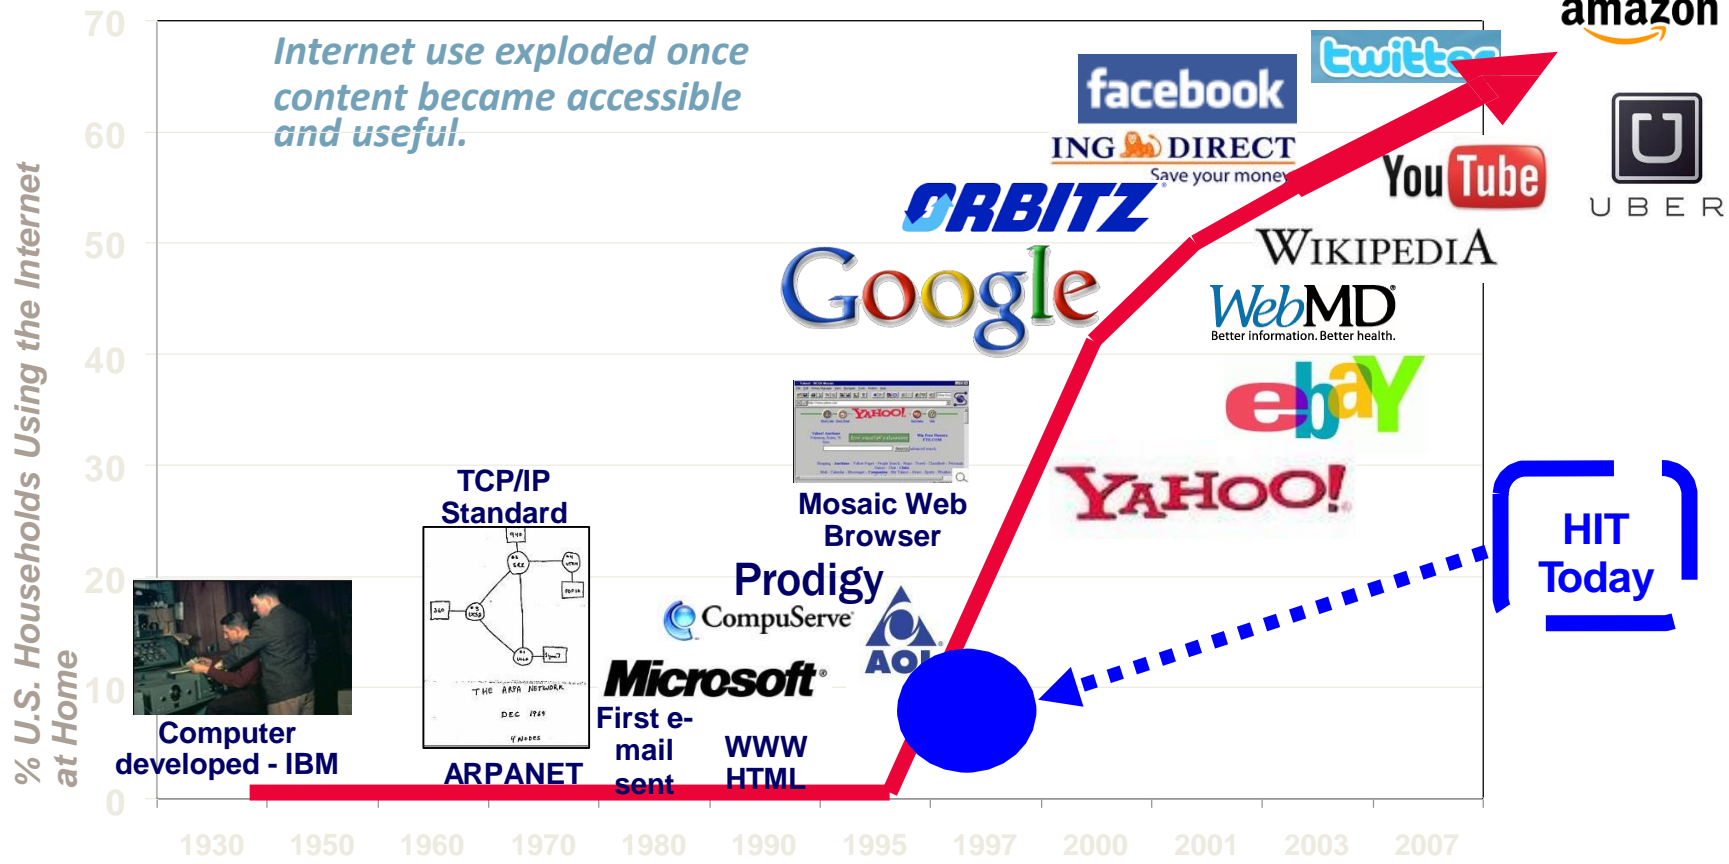 amazon
70
Internet use exploded once
content became accessible
and useful.
twitter
facebook
60
ING DIRECT
Save your money
YouTube
UBER
ORBITZ
50
WIKIPEDIA
Google
WebMD
Better information. Better health.
40
ebaY
YAHOO!
30
YAHOO!
TCP/IP
Standard
Mosaic Web
Browser
HIT
Today
% U.S. Households Using the Internet
at Home
20
Prodigy
CompuServe
AOL
940
360
THE ARPA NETWORK
DEC 1969
4 NODES
Microsoft
10
Computer
developed - IBM
ARPANET
First e-
mail
sent
WWW
HTML
0
1930 1950 1960 1970 1980 1990 1995 1997 2000 2001 2003 2007